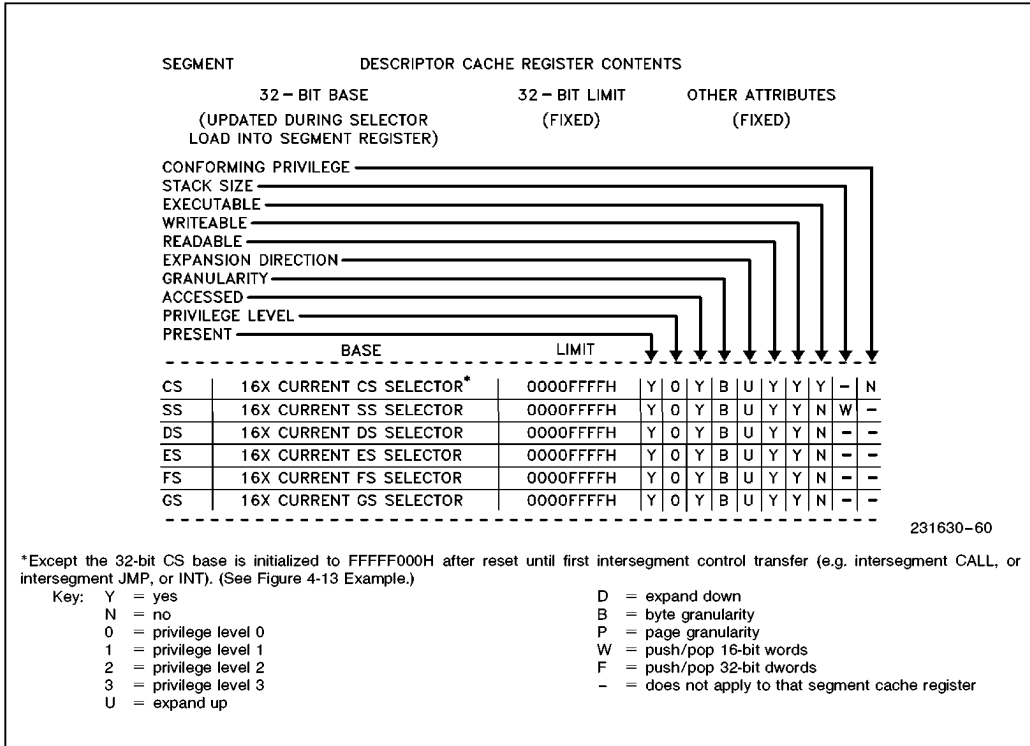 SEGMENT DESCRIPTOR CACHE REGISTER CONTENTS
32 – BIT BASE 32 – BIT LIMIT OTHER ATTRIBUTES
(UPDATED DURING SELECTOR (FIXED) (FIXED)
LOAD INTO SEGMENT REGISTER)
CONFORMING PRIVILEGE
STACK SIZE
EXECUTABLE
WRITEABLE
READABLE
EXPANSION DIRECTION
GRANULARITY
ACCESSED
PRIVILEGE LEVEL
PRESENT
BASE LIMIT
CS 16X CURRENT CS SELECTOR* 0000FFFFH Y 0 Y B U Y Y Y – N
SS 16X CURRENT SS SELECTOR 0000FFFFH Y 0 Y B U Y Y N W –
DS 16X CURRENT DS SELECTOR 0000FFFFH Y 0 Y B U Y Y N – –
ES 16X CURRENT ES SELECTOR 0000FFFFH Y 0 Y B U Y Y N – –
FS 16X CURRENT FS SELECTOR 0000FFFFH Y 0 Y B U Y Y N – –
GS 16X CURRENT GS SELECTOR 0000FFFFH Y 0 Y B U Y Y N – –
231630–60
*Except the 32-bit CS base is initialized to FFFFF000H after reset until first intersegment control transfer (e.g. intersegment CALL, or
intersegment JMP, or INT). (See Figure 4-13 Example.)
Key: Y = yes D = expand down
N = no B = byte granularity
0 = privilege level 0 P = page granularity
1 = privilege level 1 W = push/pop 16-bit words
2 = privilege level 2 F = push/pop 32-bit dwords
3 = privilege level 3 – = does not apply to that segment cache register
U = expand up